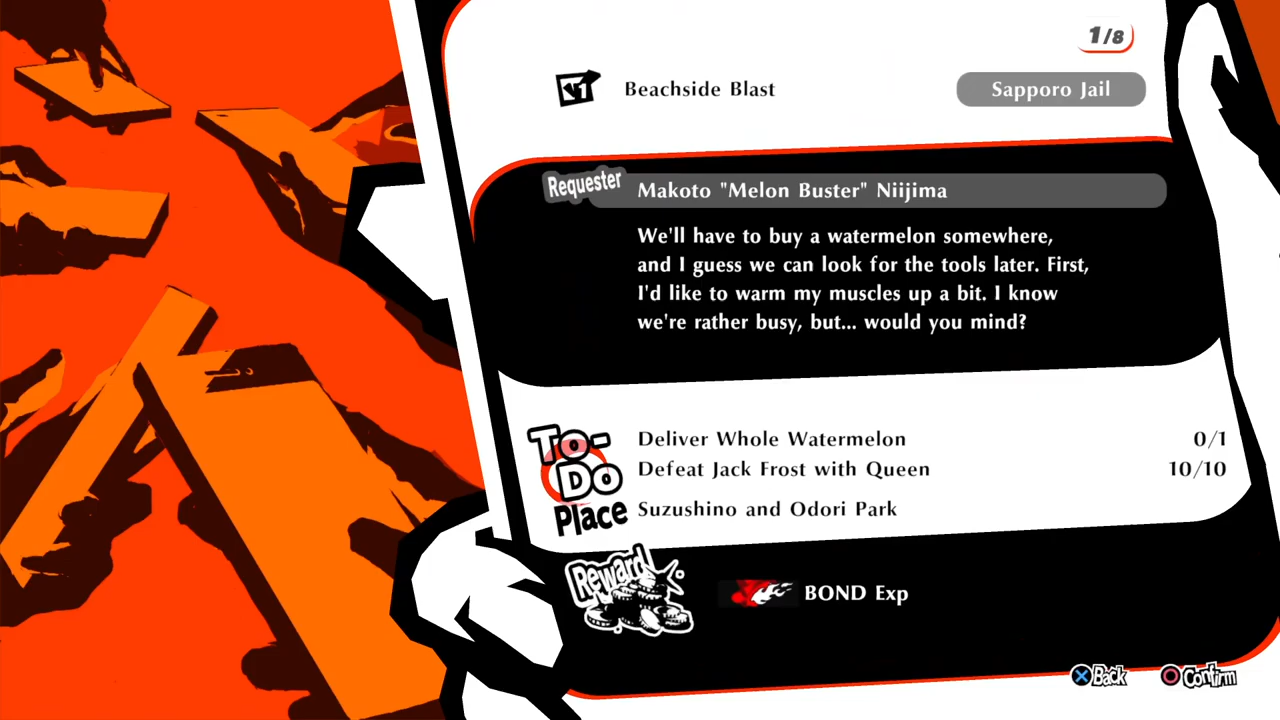 1/8
Beachside Blast
Sapporo Jail
Requester
Makoto "Melon Buster" Niijima
We'll have to buy a watermelon somewhere,
and I guess we can look for the tools later. First,
I'd like to warm my muscles up a bit. I know
we're rather busy, but... would you mind?
To-Do
Deliver Whole Watermelon 0/1
Defeat Jack Frost with Queen 10/10
Place
Suzushino and Odori Park
Reward
BOND Exp
Back
Confirm